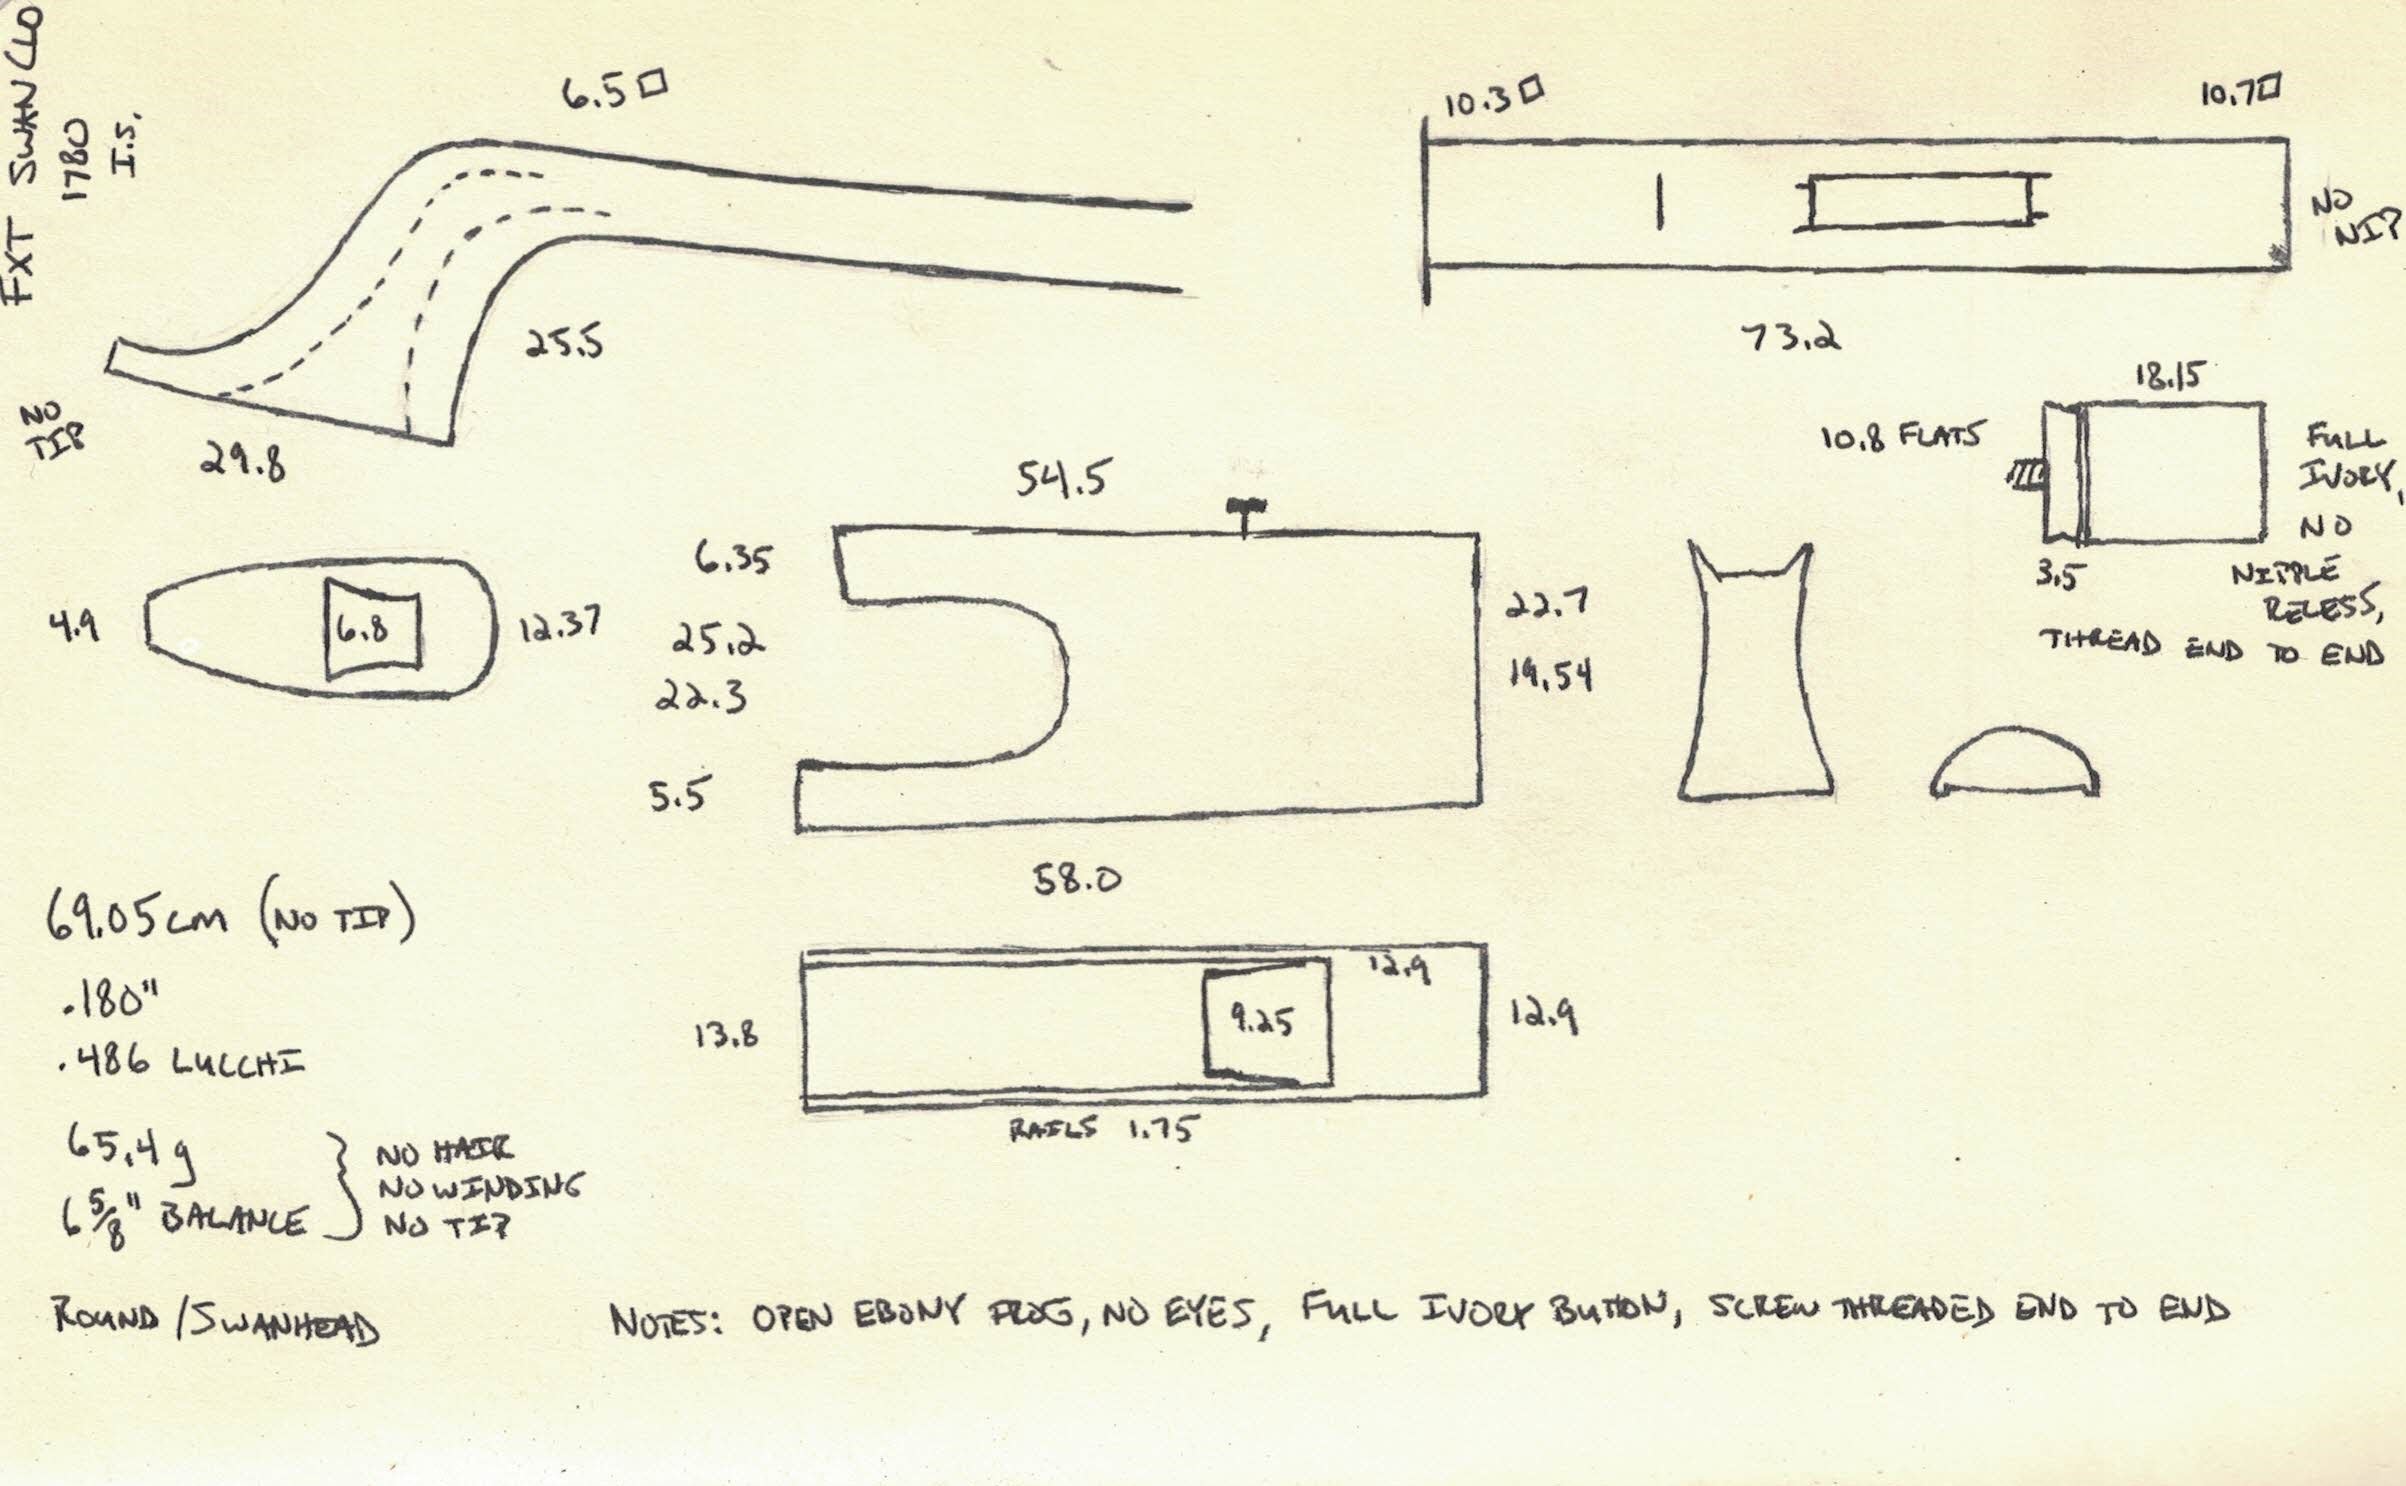 FXT SWAN CLO
1780
I.S.
6.5□
10.3□
10.7□
NO
NIP
73.2
25.5
NO
TIP
29.8
18.15
10.8 FLATS
FULL
IVORY,
NO
NIPPLE
RECESS,
THREAD END TO END
3.5
54.5
6.35
25.2
22.3
5.5
22.7
19.54
58.0
4.9
6.8
12.37
69.05cm (NO TIP)
.180"
.486 LUCCHI
13.8
9.25
12.9
12.9
RAILS 1.75
65.4g
6 5/8" BALANCE
NO HAIR
NO WINDING
NO TIP
ROUND/SWANHEAD
NOTES: OPEN EBONY FROG, NO EYES, FULL IVORY BUTTON, SCREW THREADED END TO END